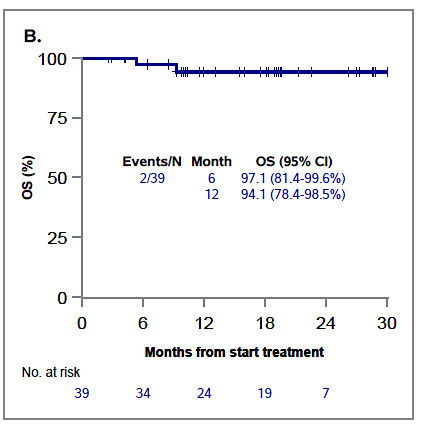 B.
100
75
50
25
0
OS (%)
Events/N Month OS (95% CI)
2/39 6 97.1 (81.4-99.6%)
12 94.1 (78.4-98.5%)
0 6 12 18 24 30
Months from start treatment
No. at risk
39 34 24 19 7